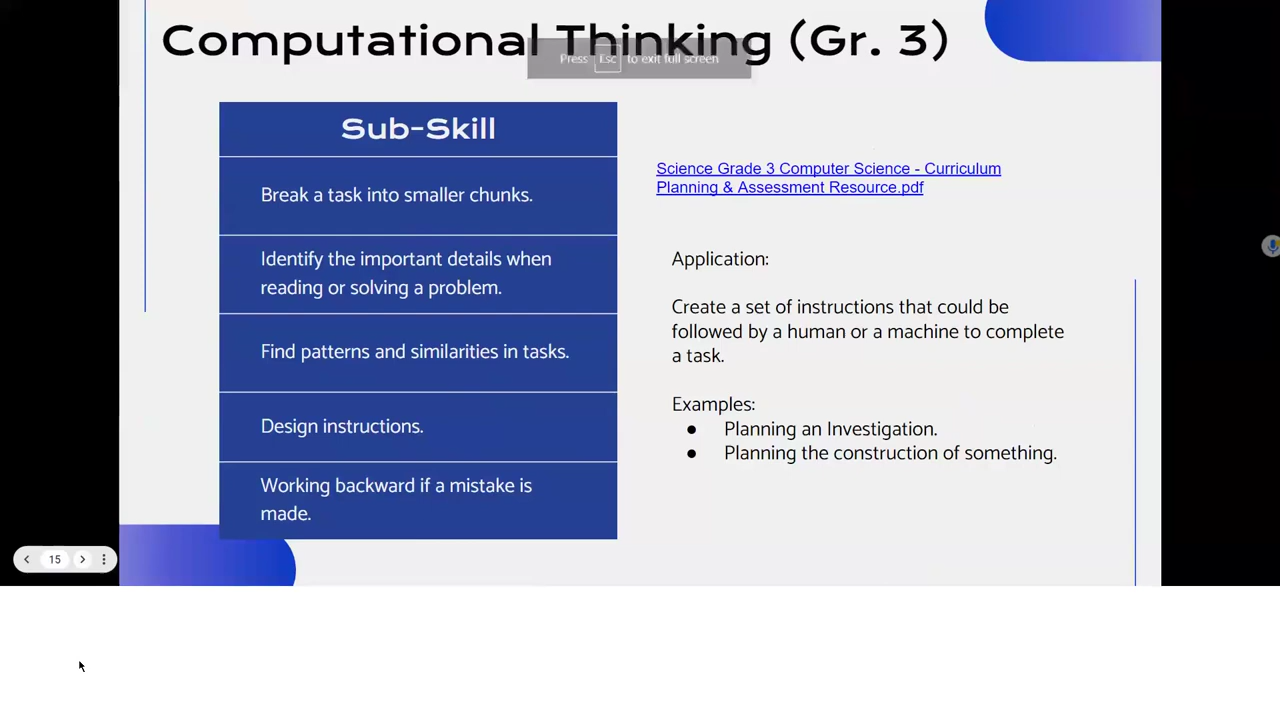 Computational Thinking (Gr. 3)
Press Esc to exit full screen
Sub-Skill
Break a task into smaller chunks.
Identify the important details when
reading or solving a problem.
Find patterns and similarities in tasks.
Design instructions.
Working backward if a mistake is
made.
Science Grade 3 Computer Science - Curriculum
Planning & Assessment Resource.pdf
Application:
Create a set of instructions that could be
followed by a human or a machine to complete
a task.
Examples:
● Planning an Investigation.
● Planning the construction of something.
15